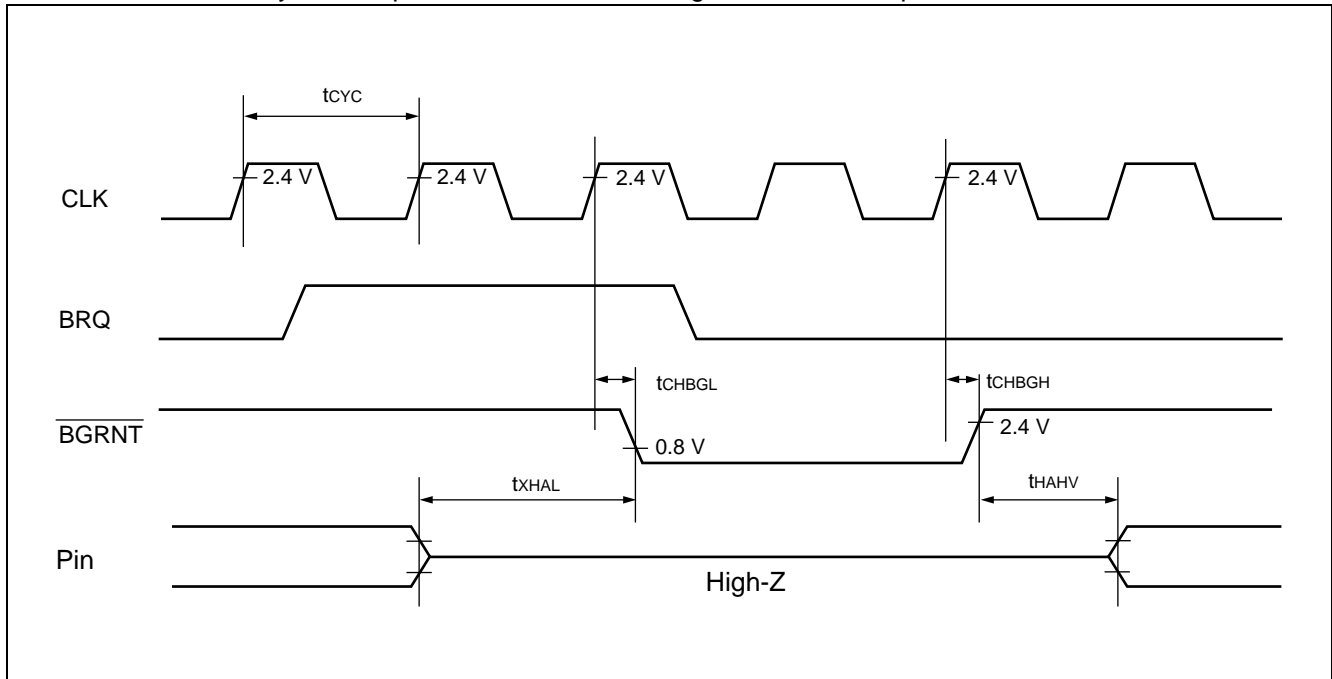 tCYC
2.4 V 2.4 V 2.4 V 2.4 V
CLK
BRQ
tCHBGL tCHBGH
BGRNT
0.8 V 2.4 V
tXHAL tHAHV
Pin
High-Z